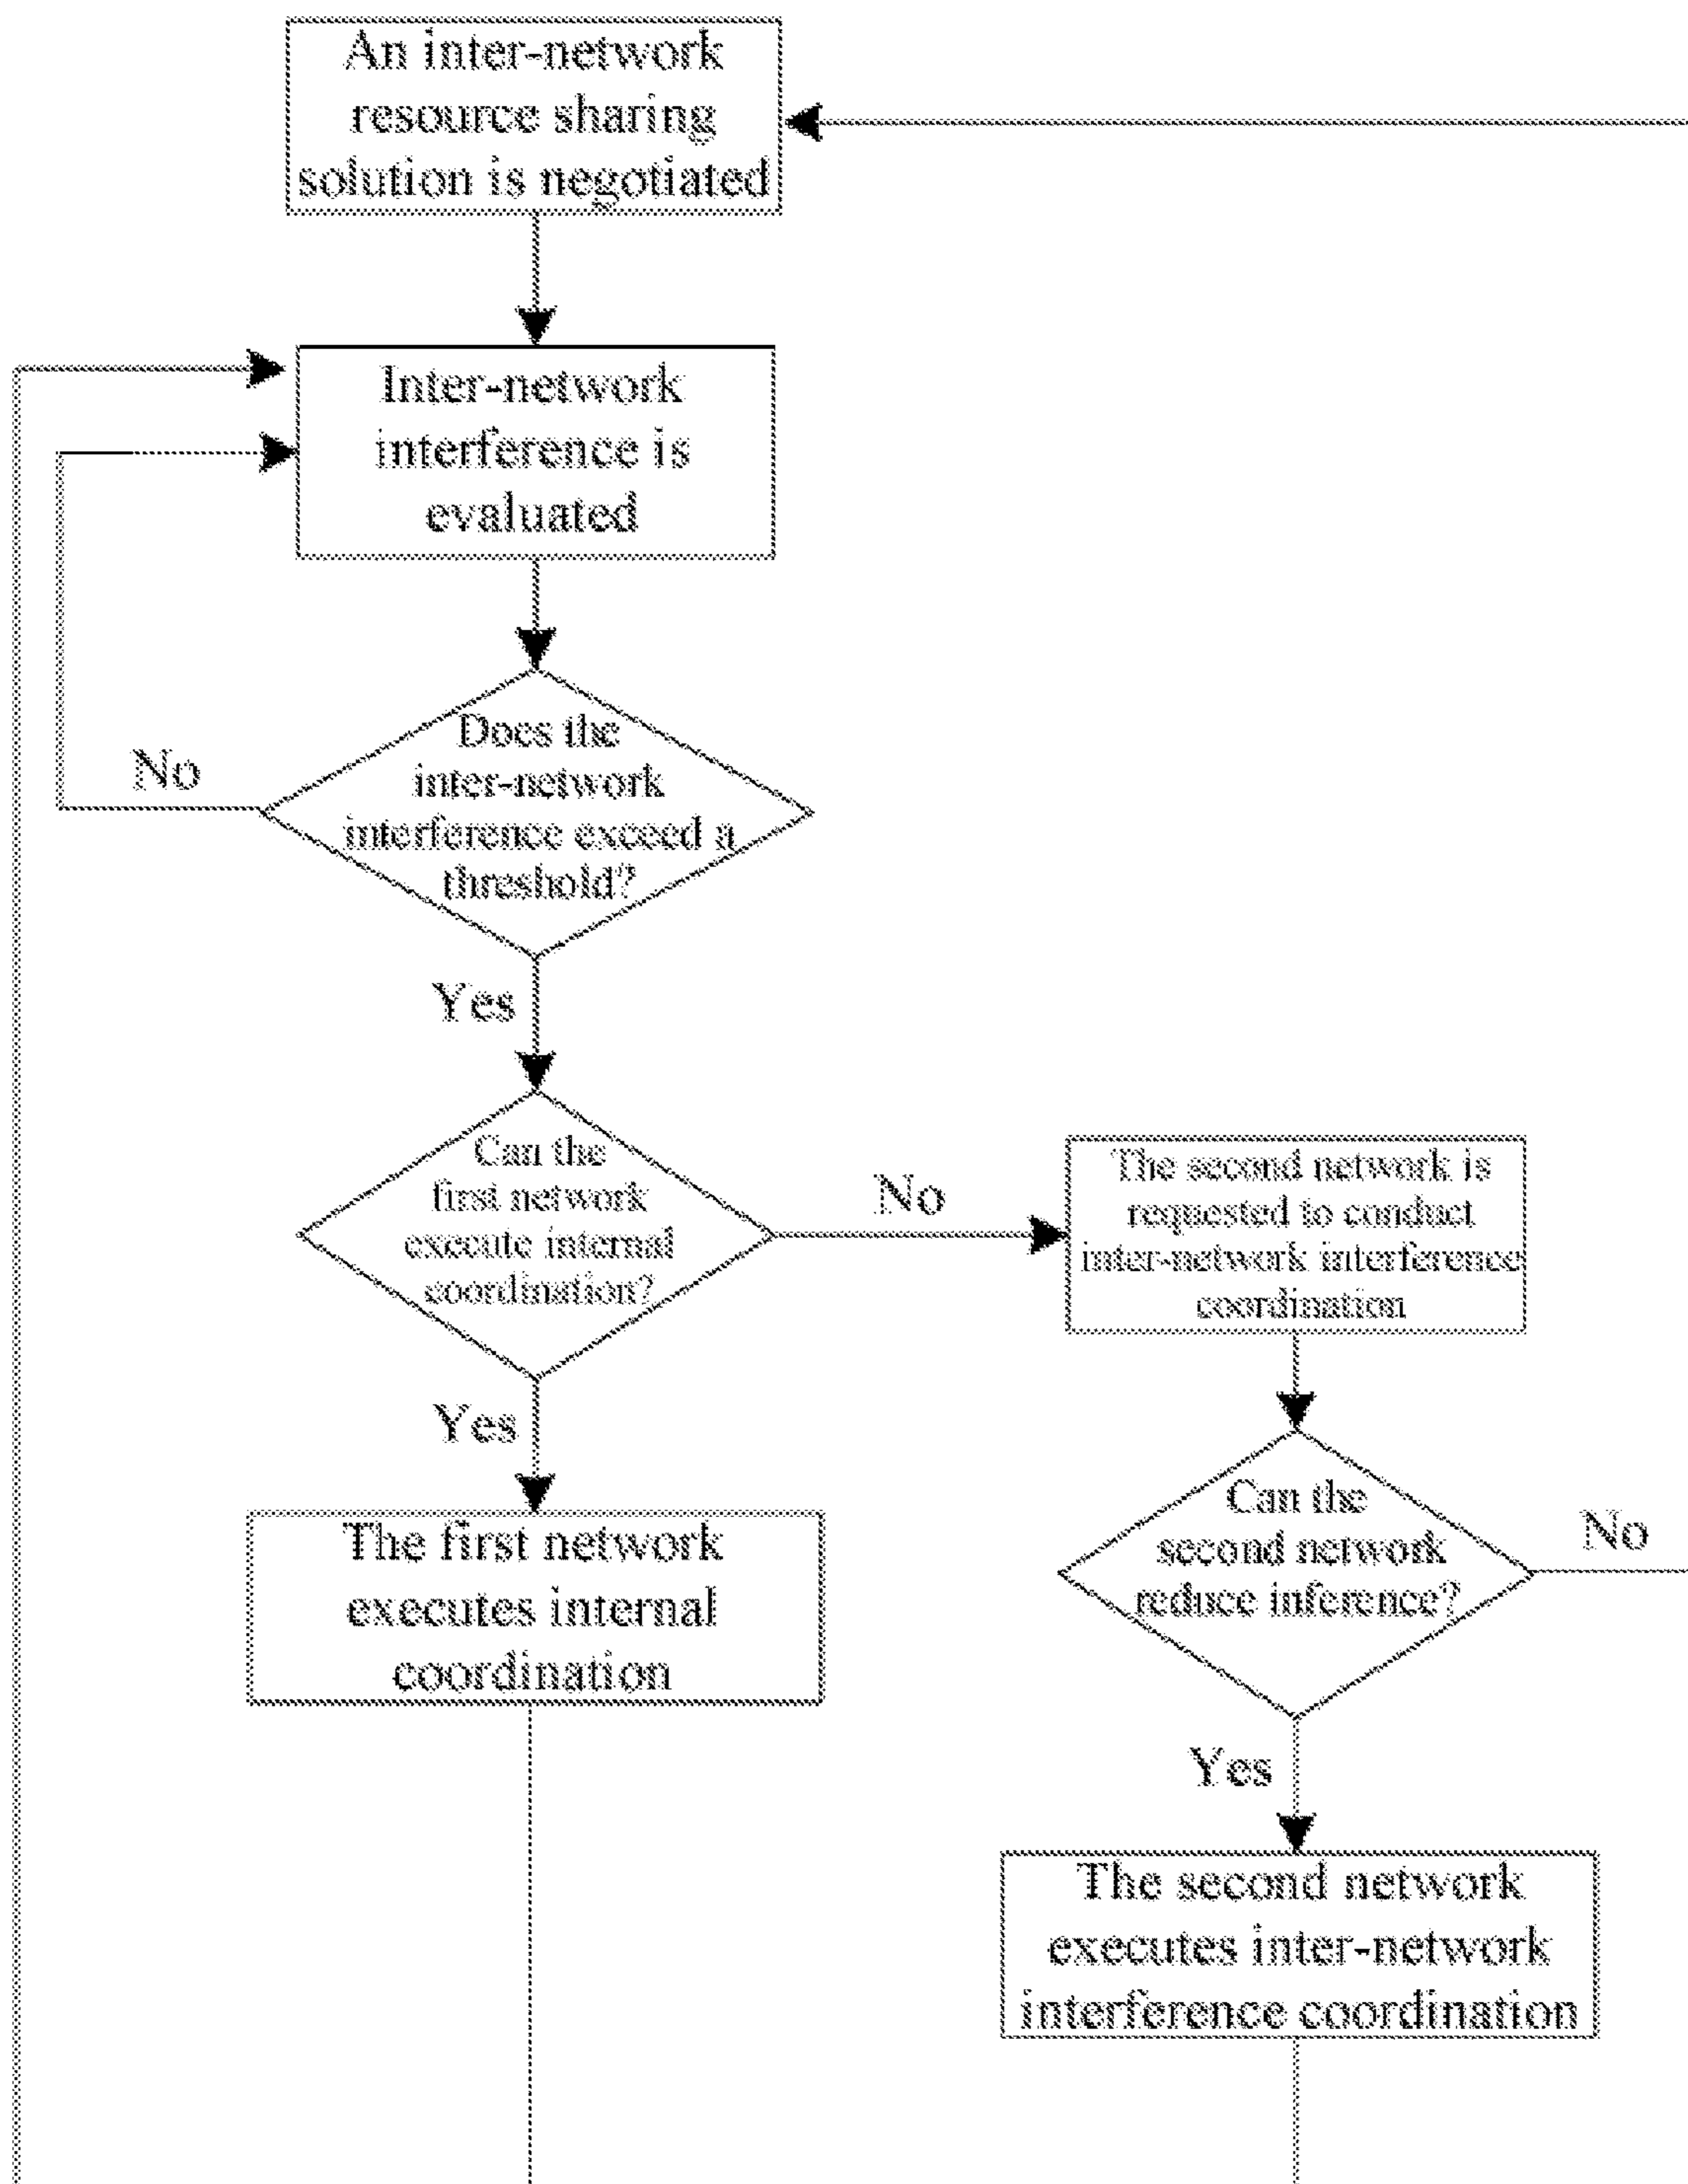 An inter-network
resource sharing
solution is negotiated
Inter-network
interference is
evaluated
Does the
inter-network
interference exceed a
threshold?
No
Yes
Can the
first network
execute internal
coordination?
No
The second network is
requested to conduct
inter-network interference
coordination
Yes
The first network
executes internal
coordination
Can the
second network
reduce inference?
No
Yes
The second network
executes inter-network
interference coordination